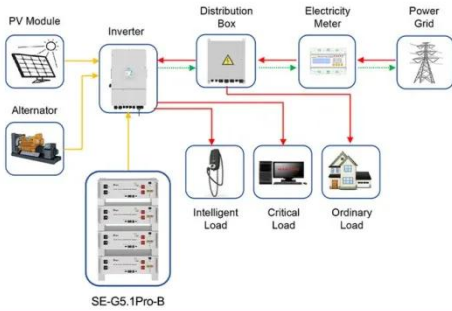 PV Module
Inverter
Distribution
Box
Electricity
Meter
Power
Grid
Alternator
Intelligent
Load
Critical
Load
Ordinary
Load
SE-G5.1Pro-B